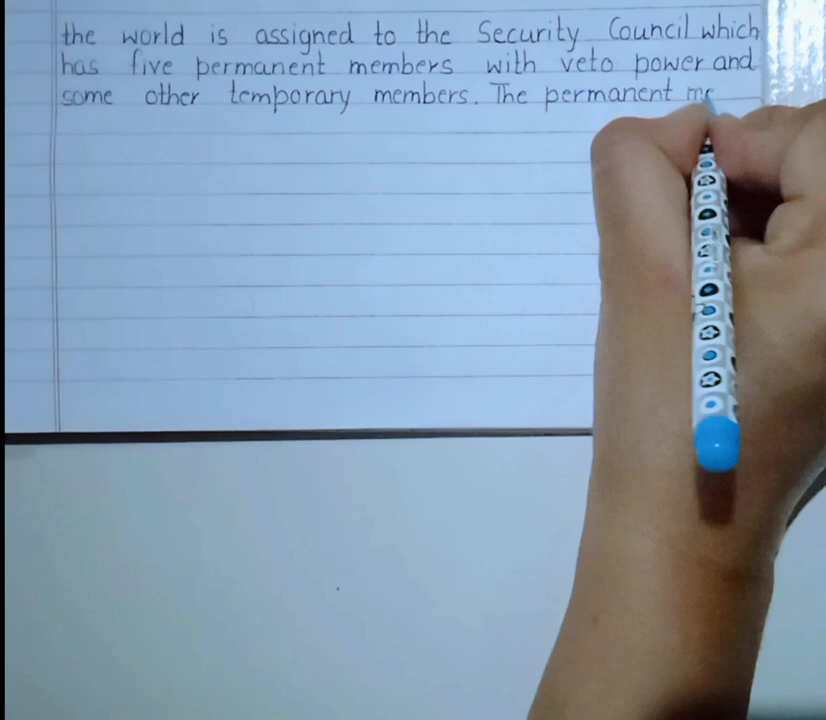 the world is assigned to the Security Council which
has five permanent members with veto power and
some other temporary members. The permanent me